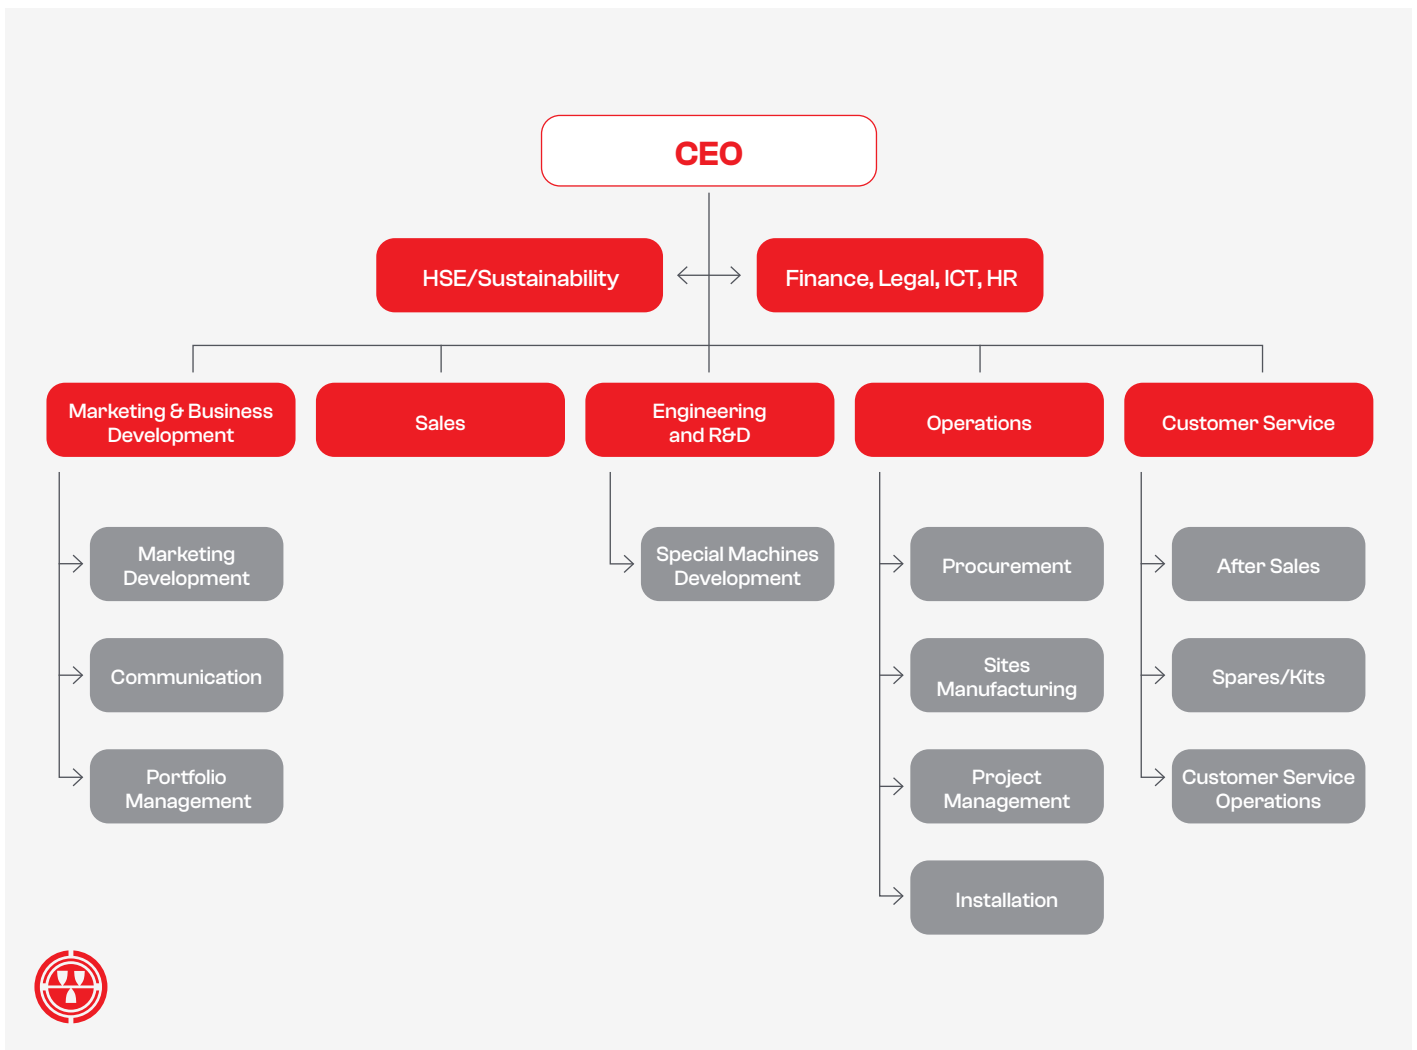 CEO
HSE/Sustainability
Finance, Legal, ICT, HR
Marketing & Business
Development
Sales
Engineering
and R&D
Operations
Customer Service
Marketing
Development
Special Machines
Development
Procurement
After Sales
Communication
Sites
Manufacturing
Spares/Kits
Portfolio
Management
Project
Management
Customer Service
Operations
Installation